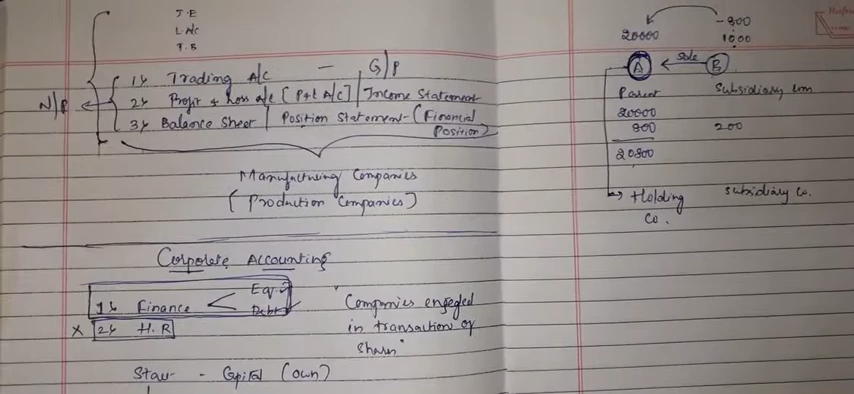 J.E
L.A/c
T.B
1) Trading A/c — G/P
N/P 2) Profit & Loss a/c [P+L A/C] / Income Statement
3) Balance Sheet / Position Statement (Financial Position)
Manufacturing Companies
(Production Companies)
Corporate Accounting
1) Finance < Equity
Debt
X 2) H.R
"Companies engaged
in transaction of
shares"
Capital (own)
800
20000 1000
A sale B
Parent Subsidiary
20000
800 200
20800
Holding Subsidiary Co.
Co.